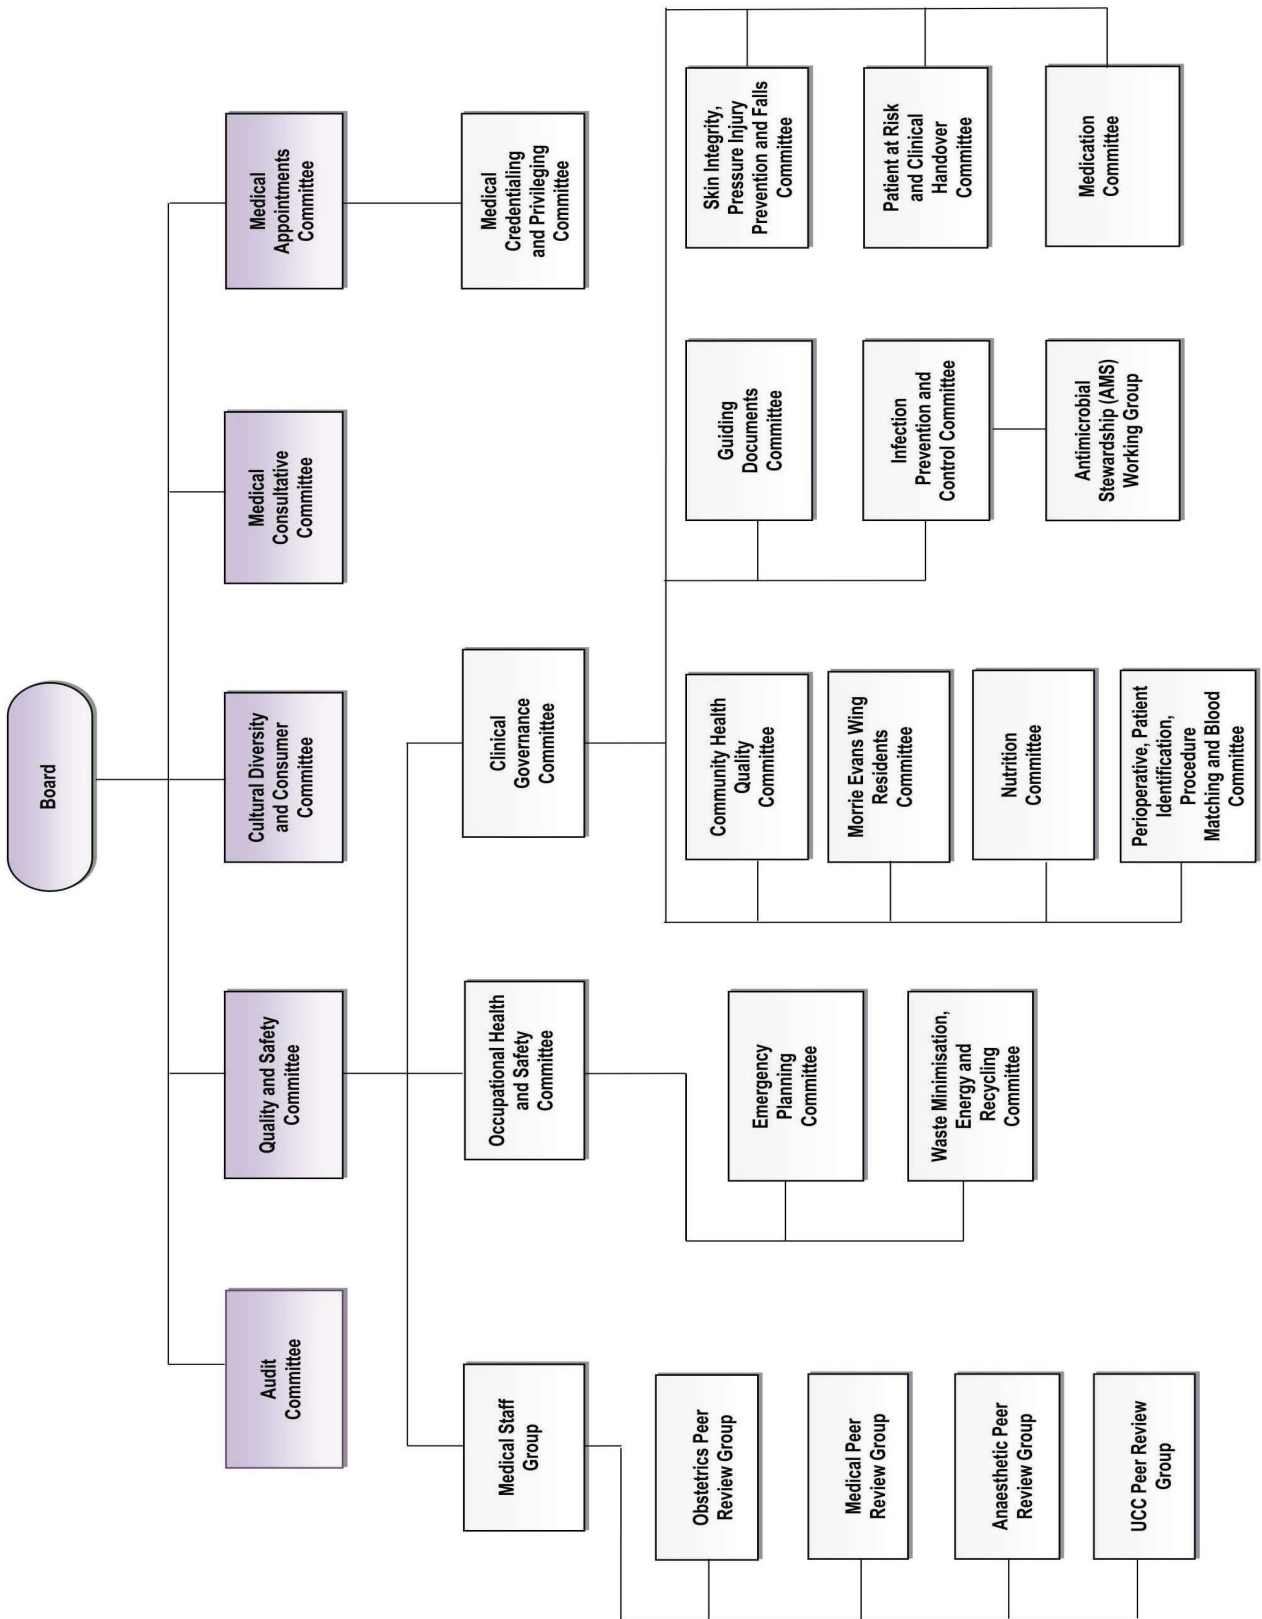 Board
Audit
Committee
Quality and Safety
Committee
Cultural Diversity
and Consumer
Committee
Medical
Consultative
Committee
Medical
Appointments
Committee
Medical Staff
Group
Occupational Health
and Safety
Committee
Clinical
Governance
Committee
Medical
Credentialing
and Privileging
Committee
Obstetrics Peer
Review Group
Medical Peer
Review Group
Anaesthetic Peer
Review Group
UCC Peer Review
Group
Emergency
Planning
Committee
Waste Minimisation,
Energy and
Recycling
Committee
Community Health
Quality
Committee
Morrie Evans Wing
Residents
Committee
Nutrition
Committee
Perioperative, Patient
Identification,
Procedure
Matching and Blood
Committee
Guiding
Documents
Committee
Infection
Prevention and
Control Committee
Antimicrobial
Stewardship (AMS)
Working Group
Skin Integrity,
Pressure Injury
Prevention and Falls
Committee
Patient at Risk
and Clinical
Handover
Committee
Medication
Committee